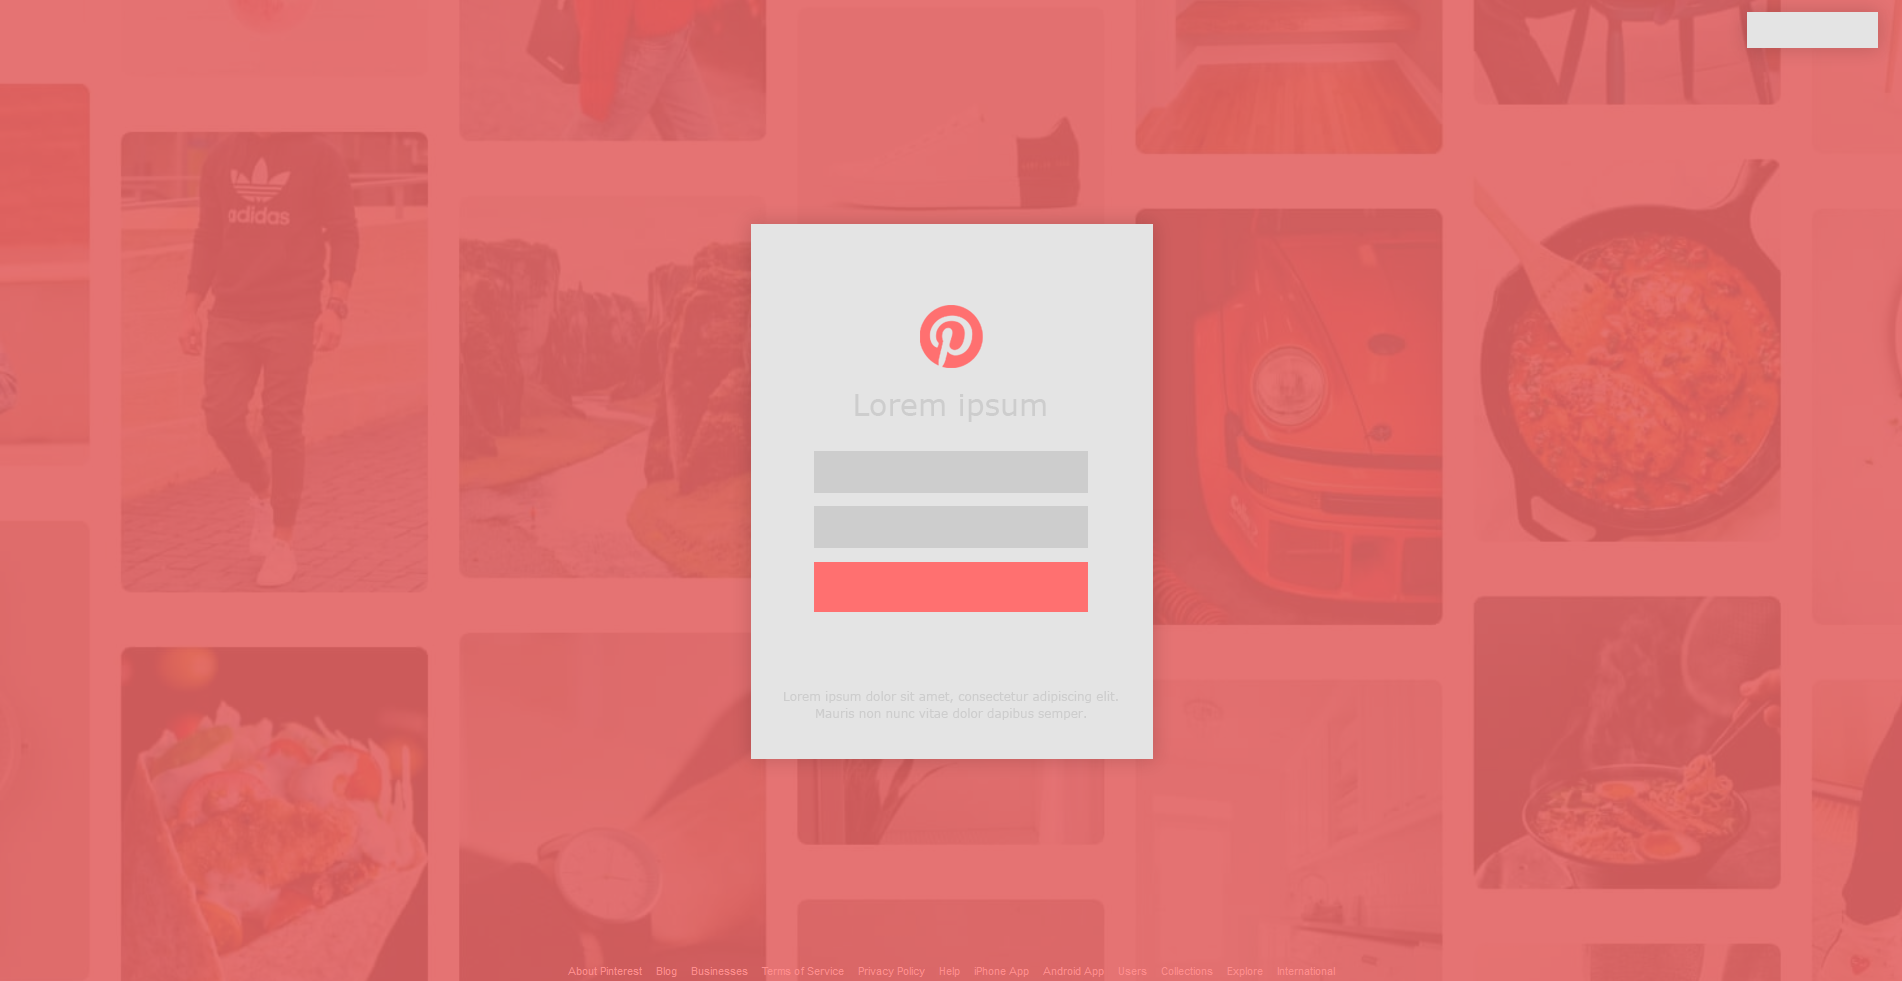 adidas
Lorem ipsum
Lorem ipsum dolor sit amet, consectetur adipiscing elit.
Mauris non nunc vitae dolor dapibus semper.
About Pinterest Blog Businesses Terms of Service Privacy Policy Help iPhone App Android App Users Collections Explore International